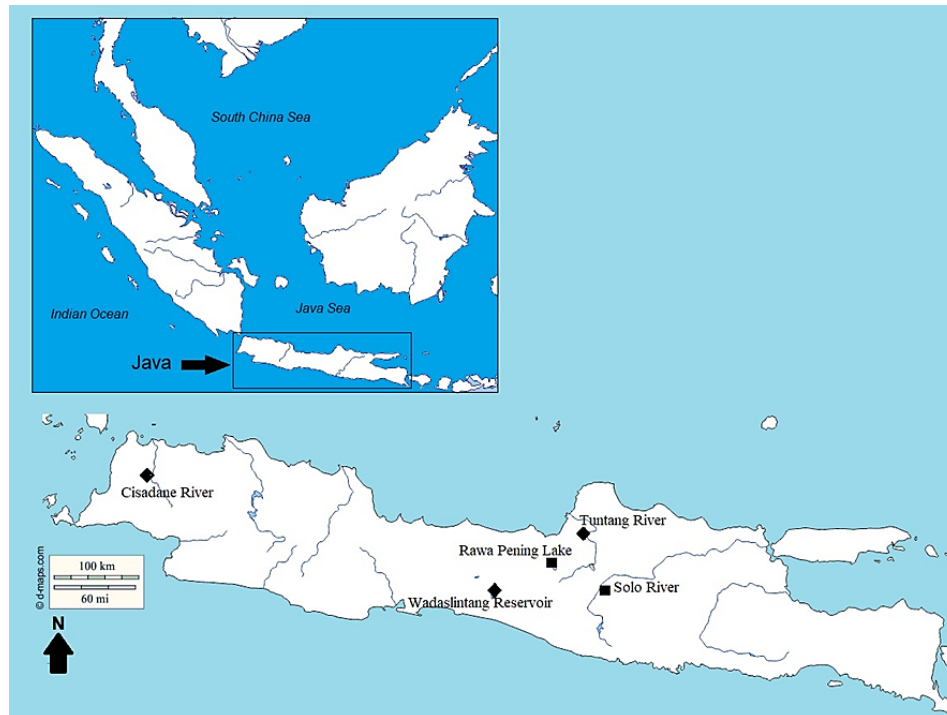 South China Sea
Java Sea
Indian Ocean
Java
Cisadane River
Tuntang River
Rawa Pening Lake
Solo River
Wadaslintang Reservoir
100 km
60 mi
© d-maps.com
N